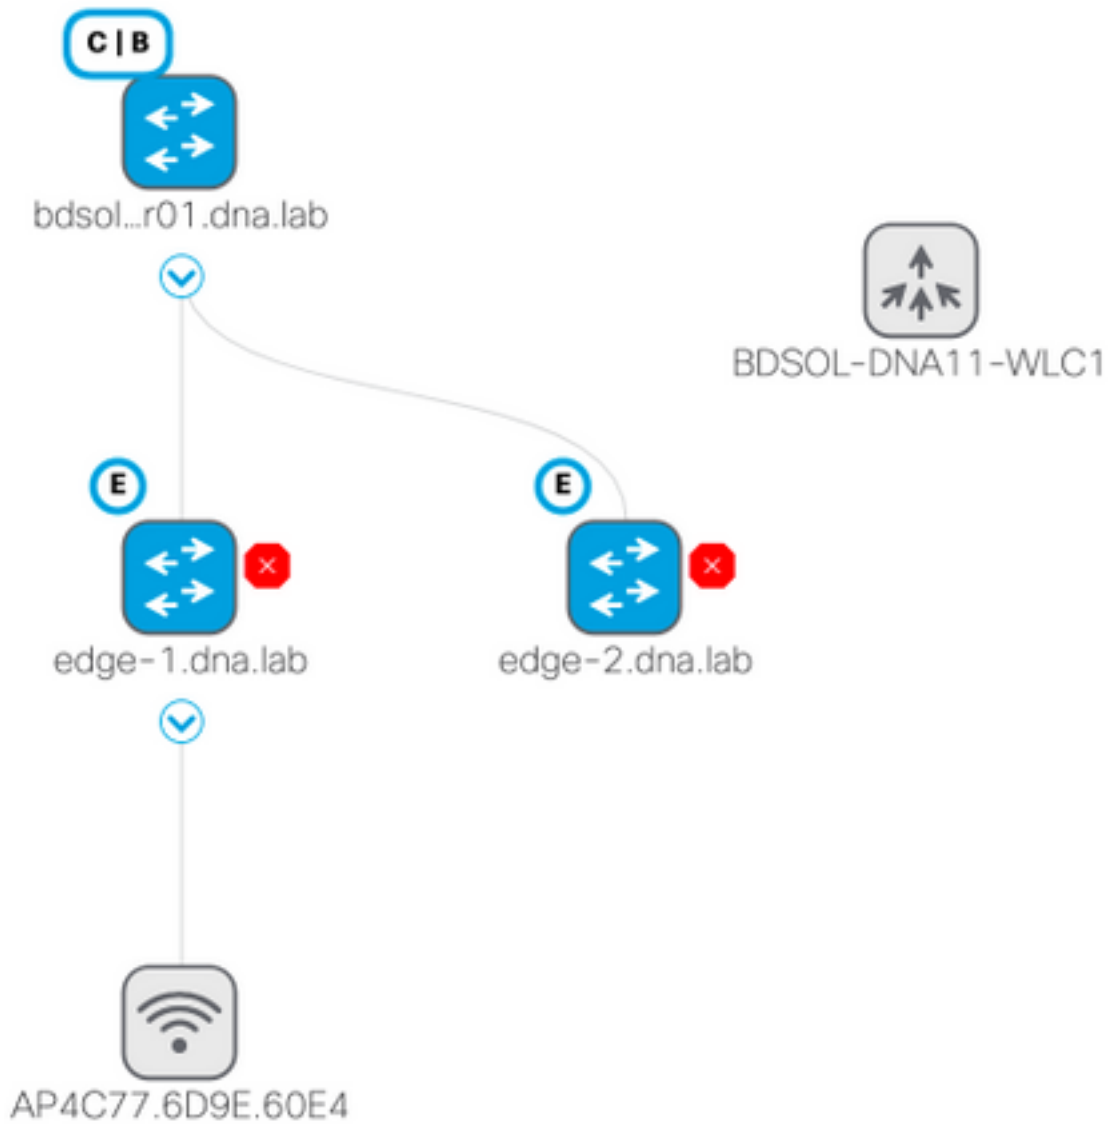 C | B
bdsol...r01.dna.lab
BDSOL-DNA11-WLC1
E
E
edge-1.dna.lab
edge-2.dna.lab
AP4C77.6D9E.60E4